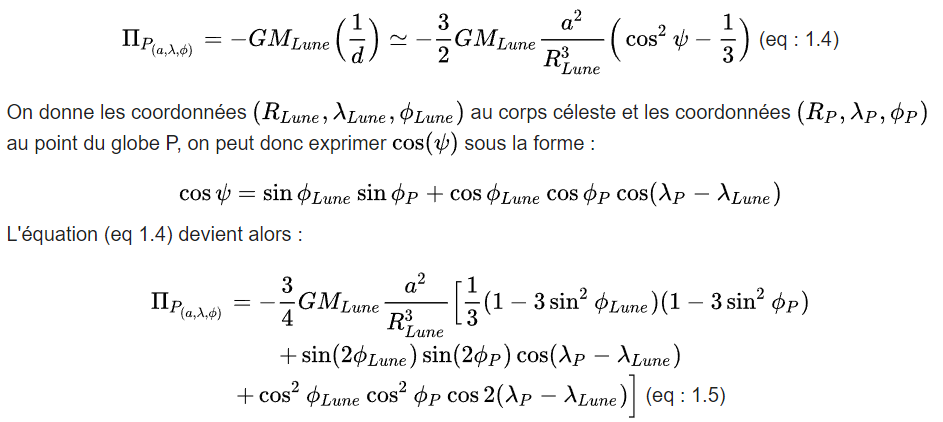 $\Pi_{P_{(a,\lambda,\phi)}} = -GM_{Lune}\left(\frac{1}{d}\right) \simeq -\frac{3}{2}GM_{Lune}\frac{a^2}{R_{Lune}^3}\left(\cos^2\psi - \frac{1}{3}\right)$ (eq : 1.4)
On donne les coordonnées $(R_{Lune}, \lambda_{Lune}, \phi_{Lune})$ au corps céleste et les coordonnées $(R_P, \lambda_P, \phi_P)$
au point du globe P, on peut donc exprimer $\cos(\psi)$ sous la forme :
$\cos\psi = \sin\phi_{Lune}\sin\phi_P + \cos\phi_{Lune}\cos\phi_P\cos(\lambda_P - \lambda_{Lune})$
L'équation (eq 1.4) devient alors :
$\Pi_{P_{(a,\lambda,\phi)}} = -\frac{3}{4}GM_{Lune}\frac{a^2}{R_{Lune}^3}\Big[\frac{1}{3}(1 - 3\sin^2\phi_{Lune})(1 - 3\sin^2\phi_P)$
$+ \sin(2\phi_{Lune})\sin(2\phi_P)\cos(\lambda_P - \lambda_{Lune})$
$+ \cos^2\phi_{Lune}\cos^2\phi_P\cos 2(\lambda_P - \lambda_{Lune})\Big]$ (eq : 1.5)